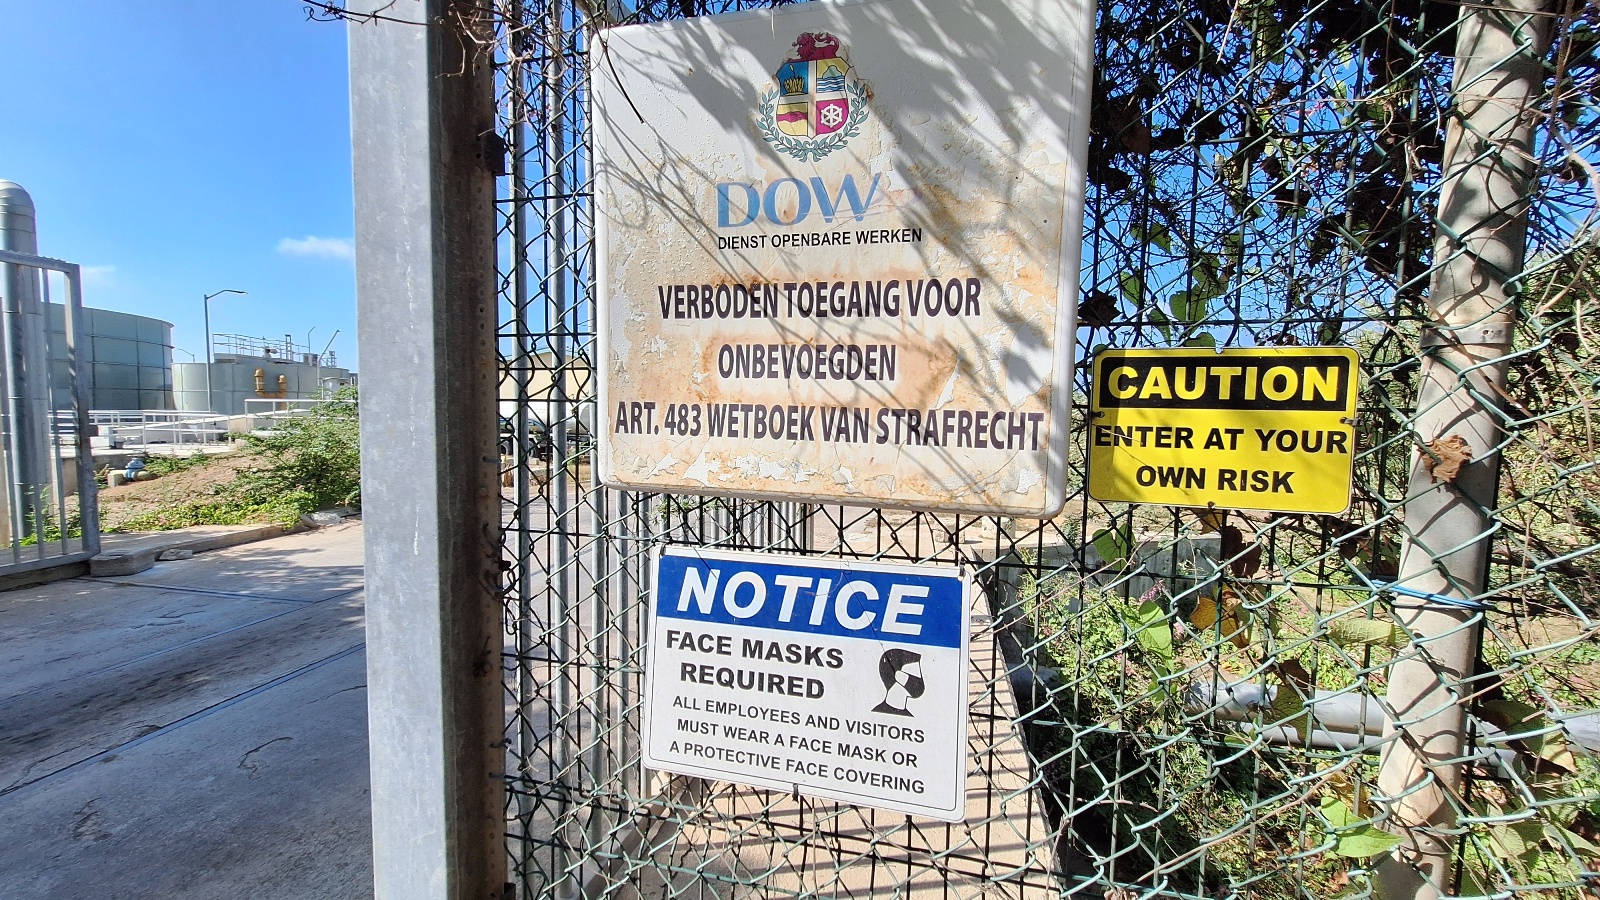 DOW
DIENST OPENBARE WERKEN
VERBODEN TOEGANG VOOR
ONBEVOEGDEN
ART. 483 WETBOEK VAN STRAFRECHT
CAUTION
ENTER AT YOUR
OWN RISK
NOTICE
FACE MASKS
REQUIRED
ALL EMPLOYEES AND VISITORS
MUST WEAR A FACE MASK OR
A PROTECTIVE FACE COVERING